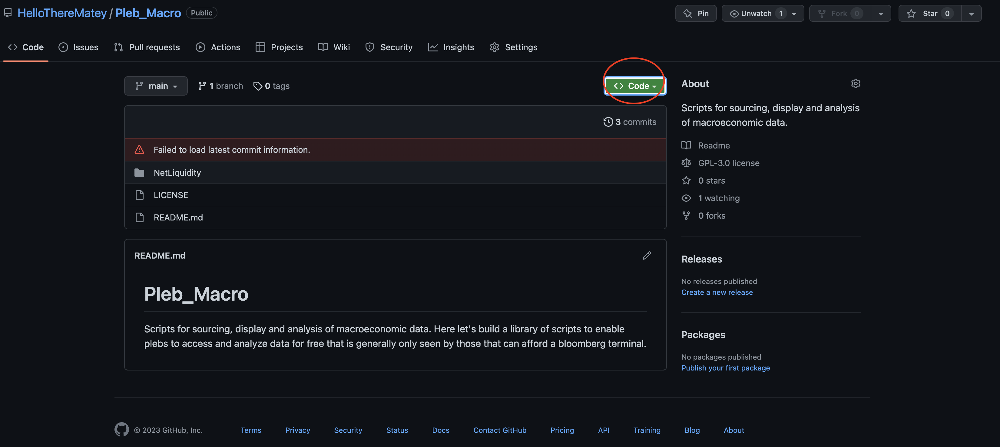 HelloThereMatey / Pleb_Macro Public
Pin Unwatch 1 Fork 0 Star 0
Code Issues Pull requests Actions Projects Wiki Security Insights Settings
main 1 branch 0 tags Code
3 commits
Failed to load latest commit information.
NetLiquidity
LICENSE
README.md
README.md
Pleb_Macro
Scripts for sourcing, display and analysis of macroeconomic data. Here let's build a library of scripts to enable
plebs to access and analyze data for free that is generally only seen by those that can afford a bloomberg terminal.
About
Scripts for sourcing, display and analysis
of macroeconomic data.
Readme
GPL-3.0 license
0 stars
1 watching
0 forks
Releases
No releases published
Create a new release
Packages
No packages published
Publish your first package
© 2023 GitHub, Inc. Terms Privacy Security Status Docs Contact GitHub Pricing API Training Blog About